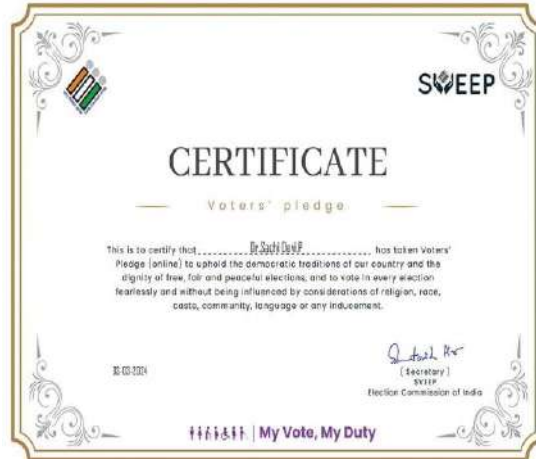 SWEEP
CERTIFICATE
Voters' pledge
This is to certify that Dr Sachi Devi P has taken Voters'
Pledge (online) to uphold the democratic traditions of our country and the
dignity of free, fair and peaceful elections, and to vote in every election
fearlessly and without being influenced by considerations of religion, race,
caste, community, language or any inducement.
(Secretary)
SVEEP
Election Commission of India
My Vote, My Duty